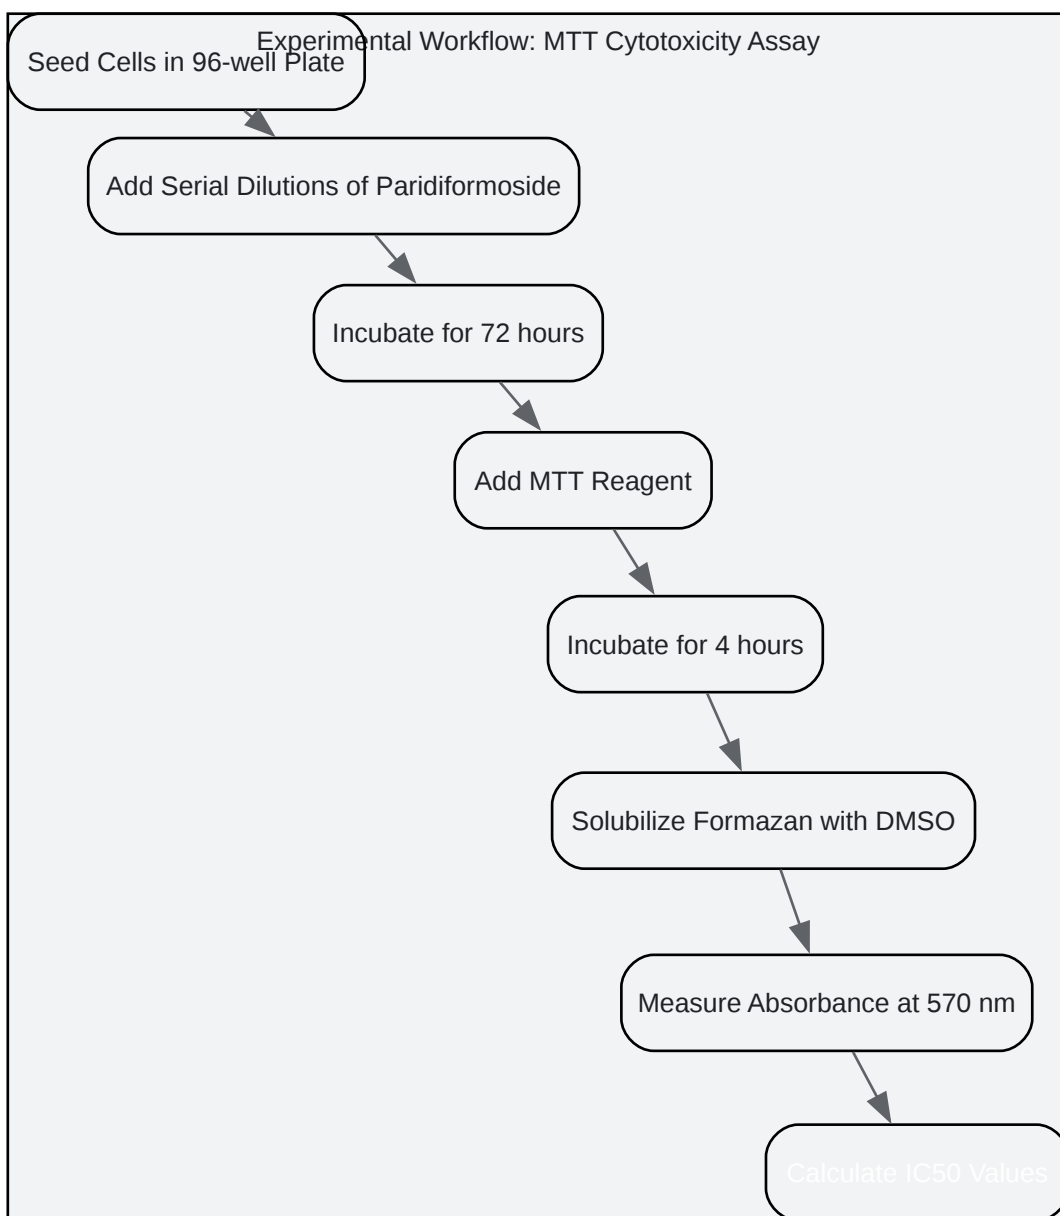 Experimental Workflow: MTT Cytotoxicity Assay
Seed Cells in 96-well Plate
Add Serial Dilutions of Paridiformoside
Incubate for 72 hours
Add MTT Reagent
Incubate for 4 hours
Solubilize Formazan with DMSO
Measure Absorbance at 570 nm
Calculate IC50 Values